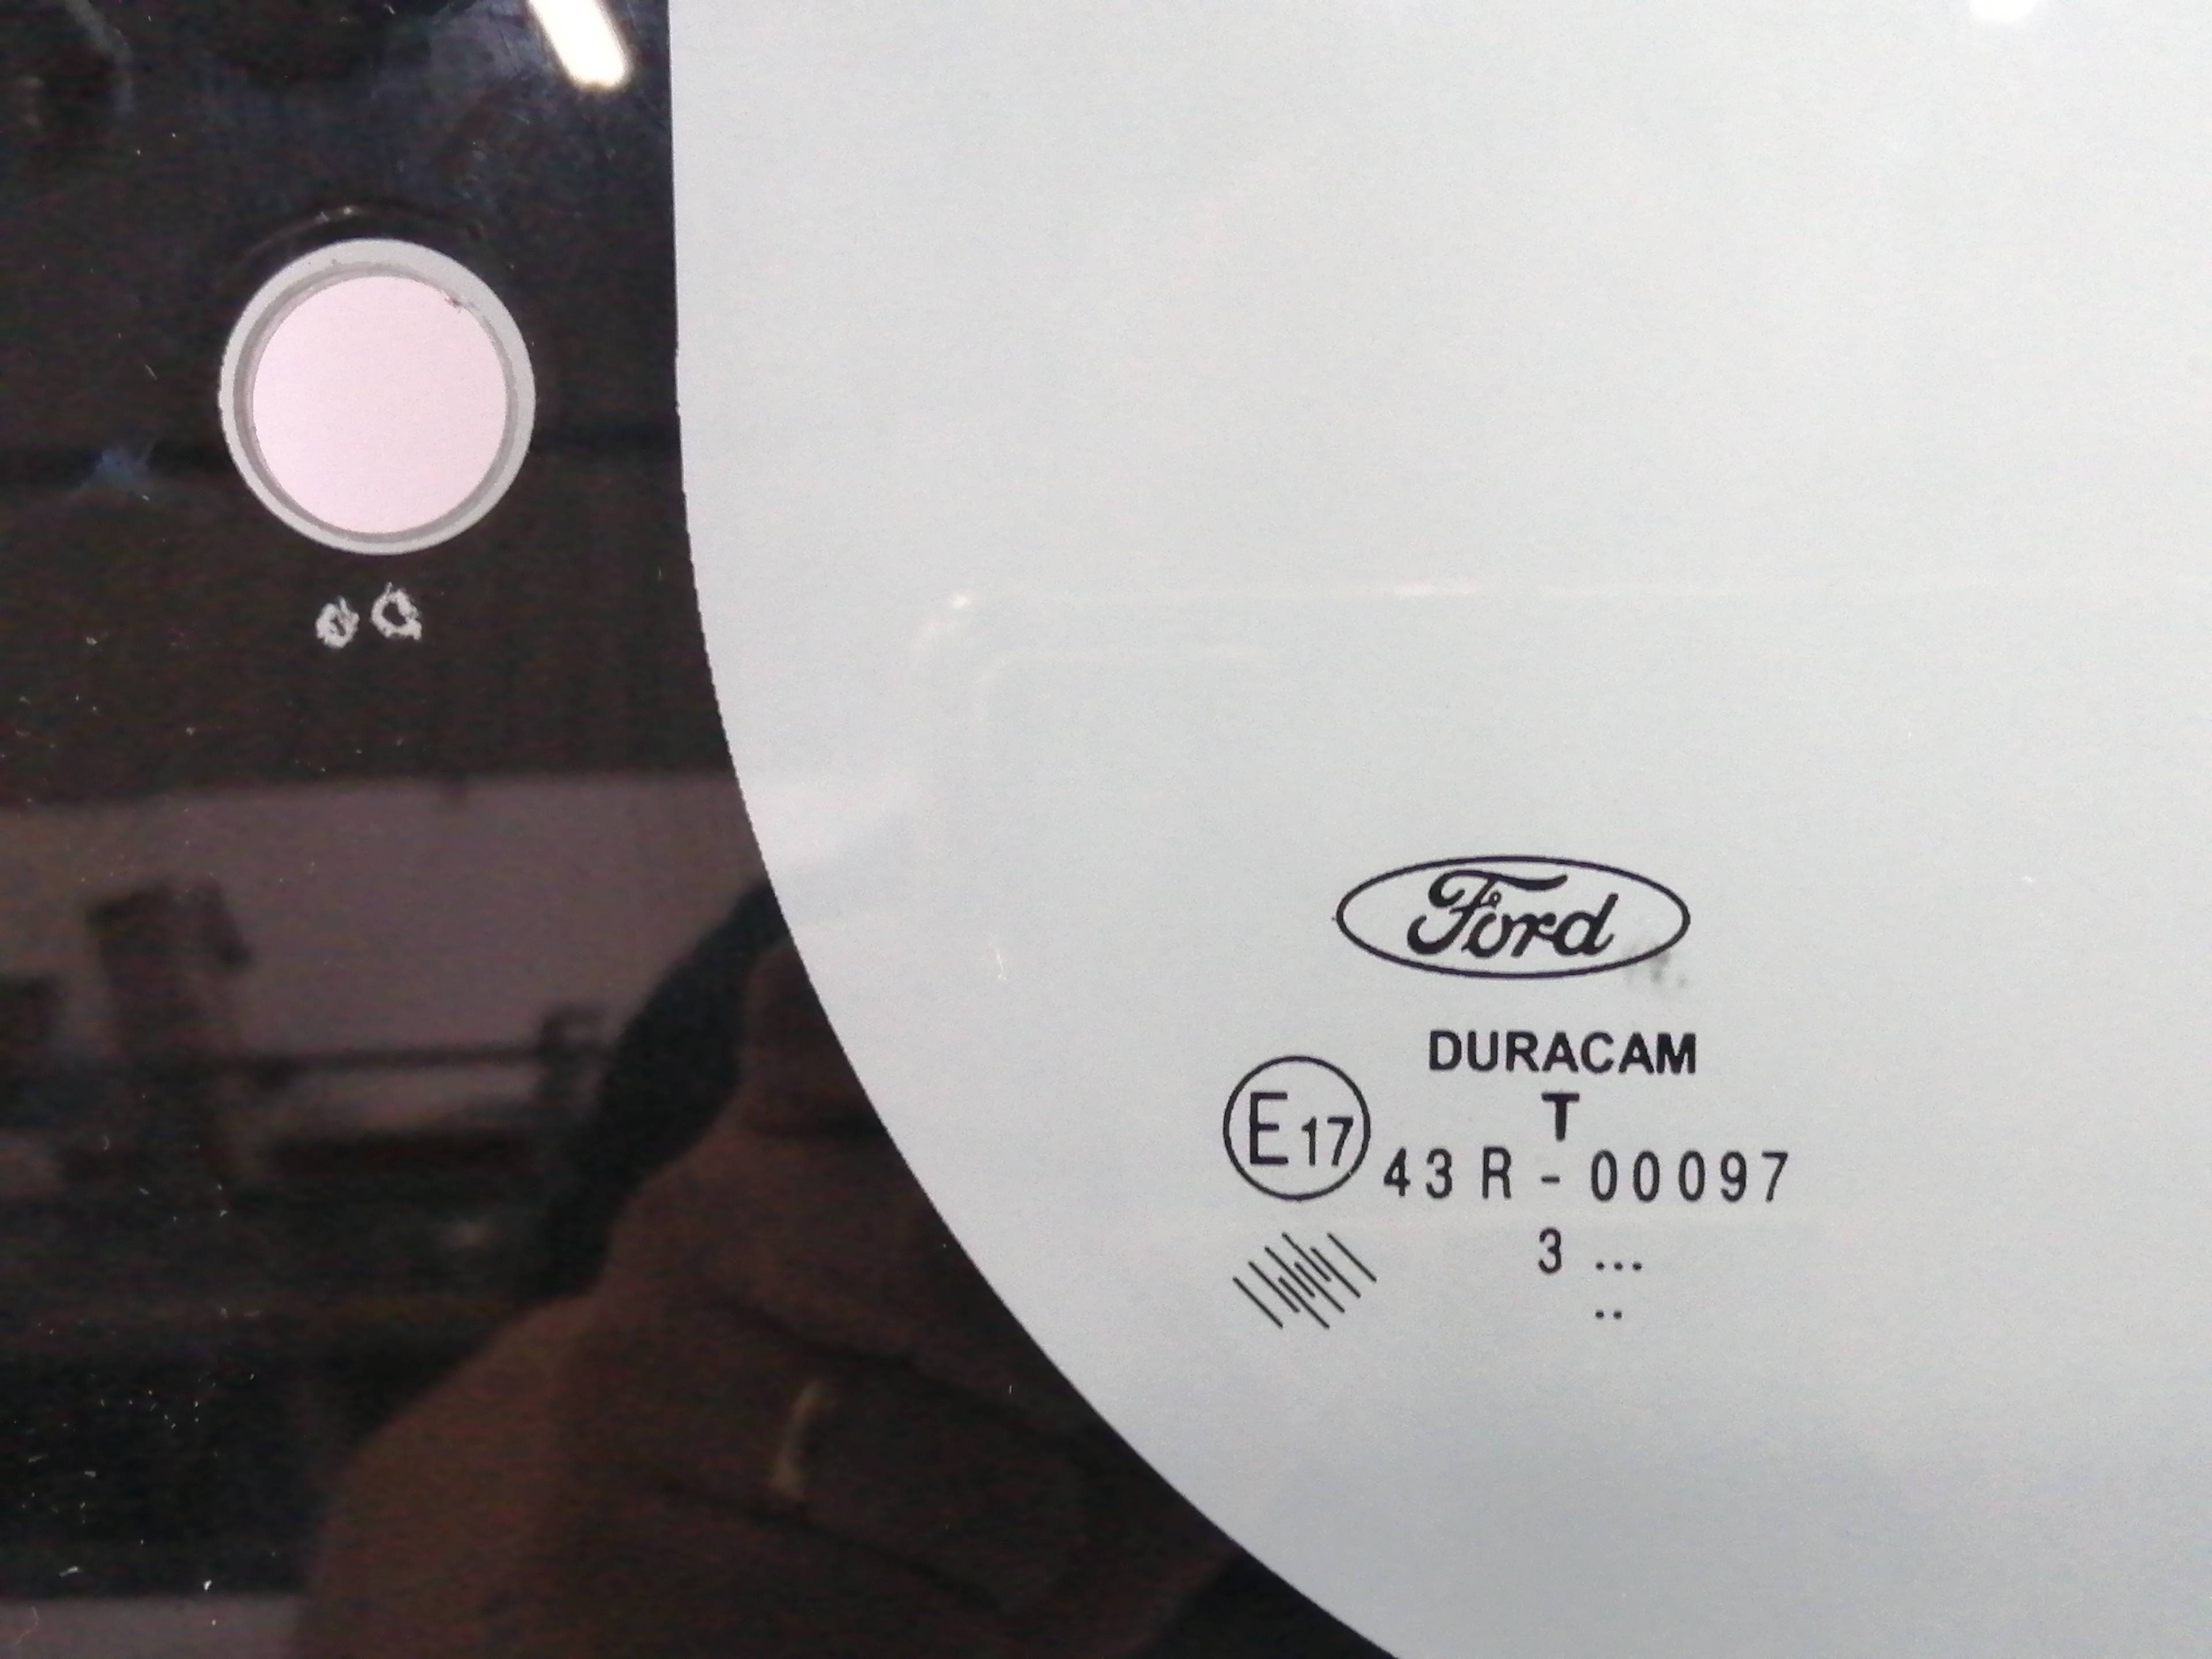 Ford
DURACAM
T
E17
43R-00097
3 ...
..